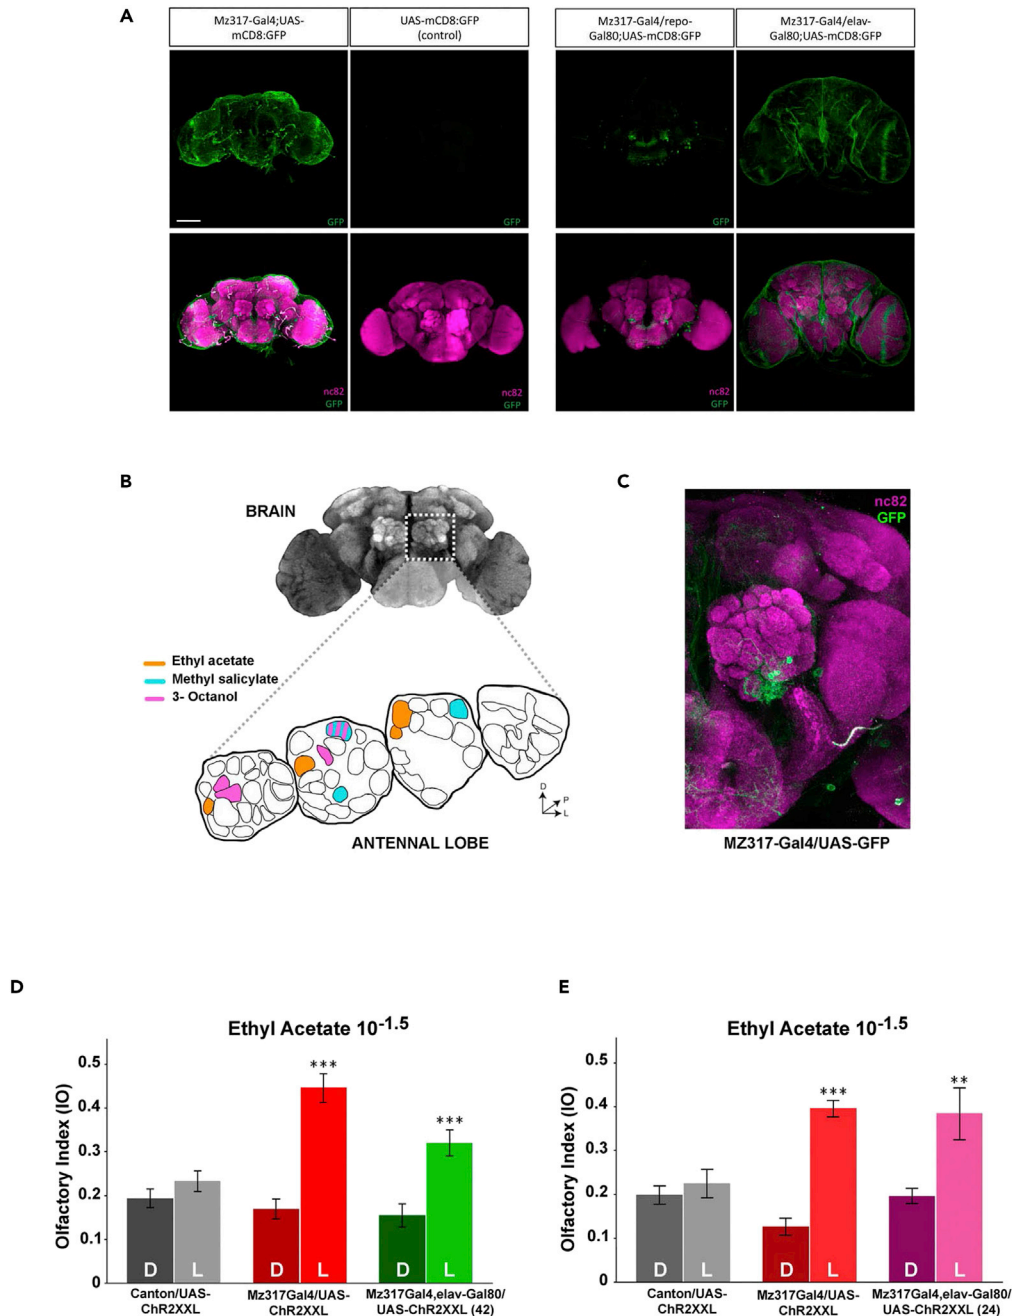 A
Mz317-Gal4;UAS-
mCD8:GFP
UAS-mCD8:GFP
(control)
Mz317-Gal4/repo-
Gal80;UAS-mCD8:GFP
Mz317-Gal4/elav-
Gal80;UAS-mCD8:GFP
GFP
GFP
GFP
GFP
nc82
GFP
nc82
GFP
nc82
GFP
nc82
GFP
B
BRAIN
Ethyl acetate
Methyl salicylate
3- Octanol
D
P
L
ANTENNAL LOBE
C
nc82
GFP
MZ317-Gal4/UAS-GFP
D
Ethyl Acetate 10-1.5
Olfactory Index (IO)
0.5
0.4
0.3
0.2
0.1
0
***
***
D
L
D
L
D
L
Canton/UAS-
ChR2XXL
Mz317Gal4/UAS-
ChR2XXL
Mz317Gal4,elav-Gal80/
UAS-ChR2XXL (42)
E
Ethyl Acetate 10-1.5
Olfactory Index (IO)
0.5
0.4
0.3
0.2
0.1
0
***
**
D
L
D
L
D
L
Canton/UAS-
ChR2XXL
Mz317Gal4/UAS-
ChR2XXL
Mz317Gal4,elav-Gal80/
UAS-ChR2XXL (24)